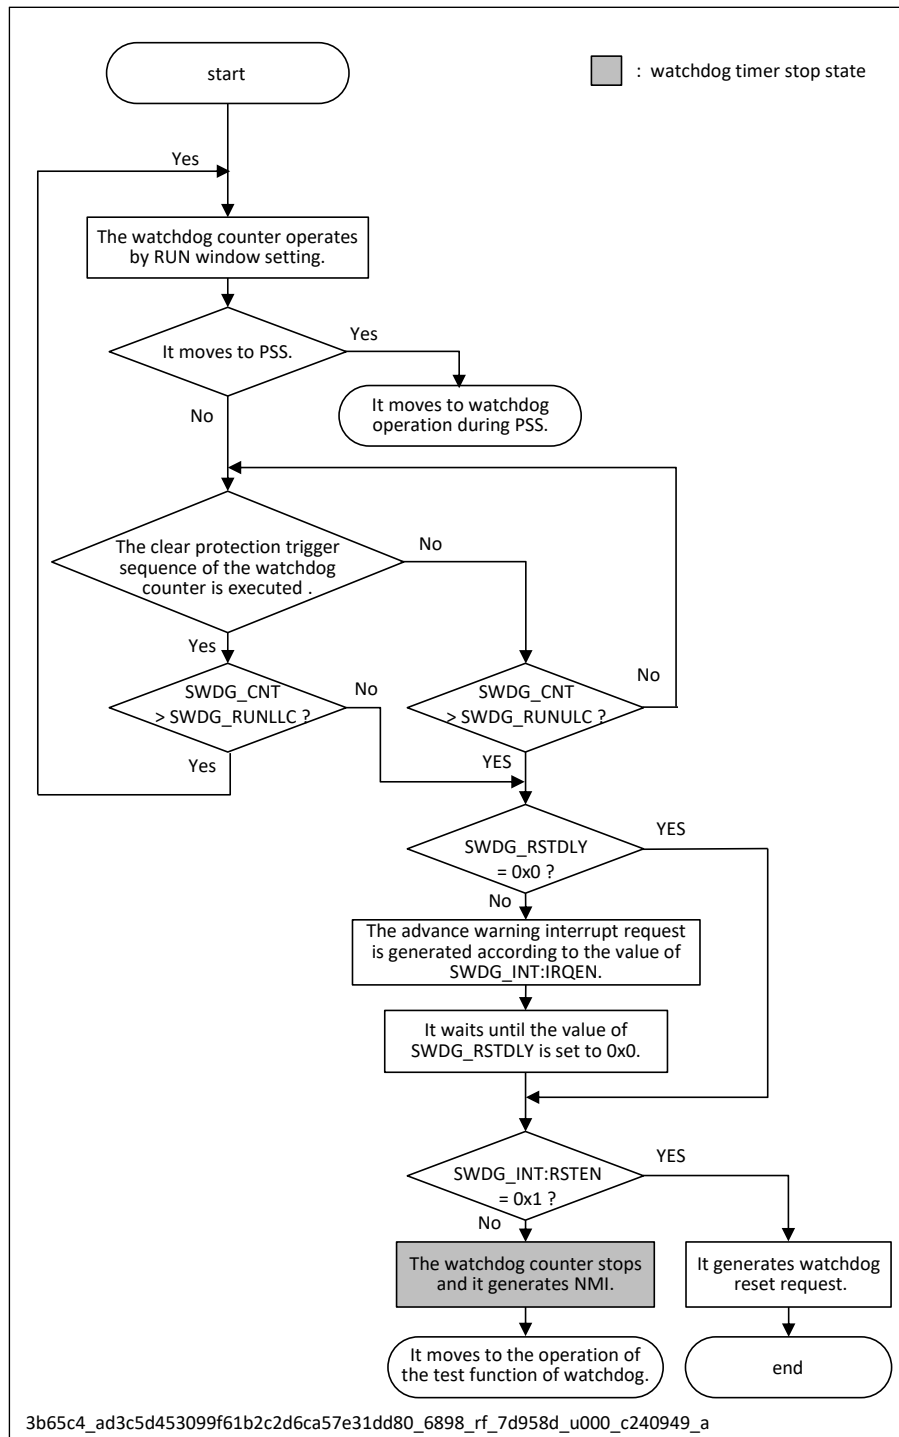 start
: watchdog timer stop state
Yes
The watchdog counter operates
by RUN window setting.
It moves to PSS.
Yes
No
It moves to watchdog
operation during PSS.
The clear protection trigger
sequence of the watchdog
counter is executed .
No
Yes
SWDG_CNT
> SWDG_RUNLLC ?
No
Yes
SWDG_CNT
> SWDG_RUNULC ?
No
YES
SWDG_RSTDLY
= 0x0 ?
YES
No
The advance warning interrupt request
is generated according to the value of
SWDG_INT:IRQEN.
It waits until the value of
SWDG_RSTDLY is set to 0x0.
SWDG_INT:RSTEN
= 0x1 ?
YES
No
The watchdog counter stops
and it generates NMI.
It generates watchdog
reset request.
It moves to the operation of
the test function of watchdog.
end
3b65c4_ad3c5d453099f61b2c2d6ca57e31dd80_6898_rf_7d958d_u000_c240949_a